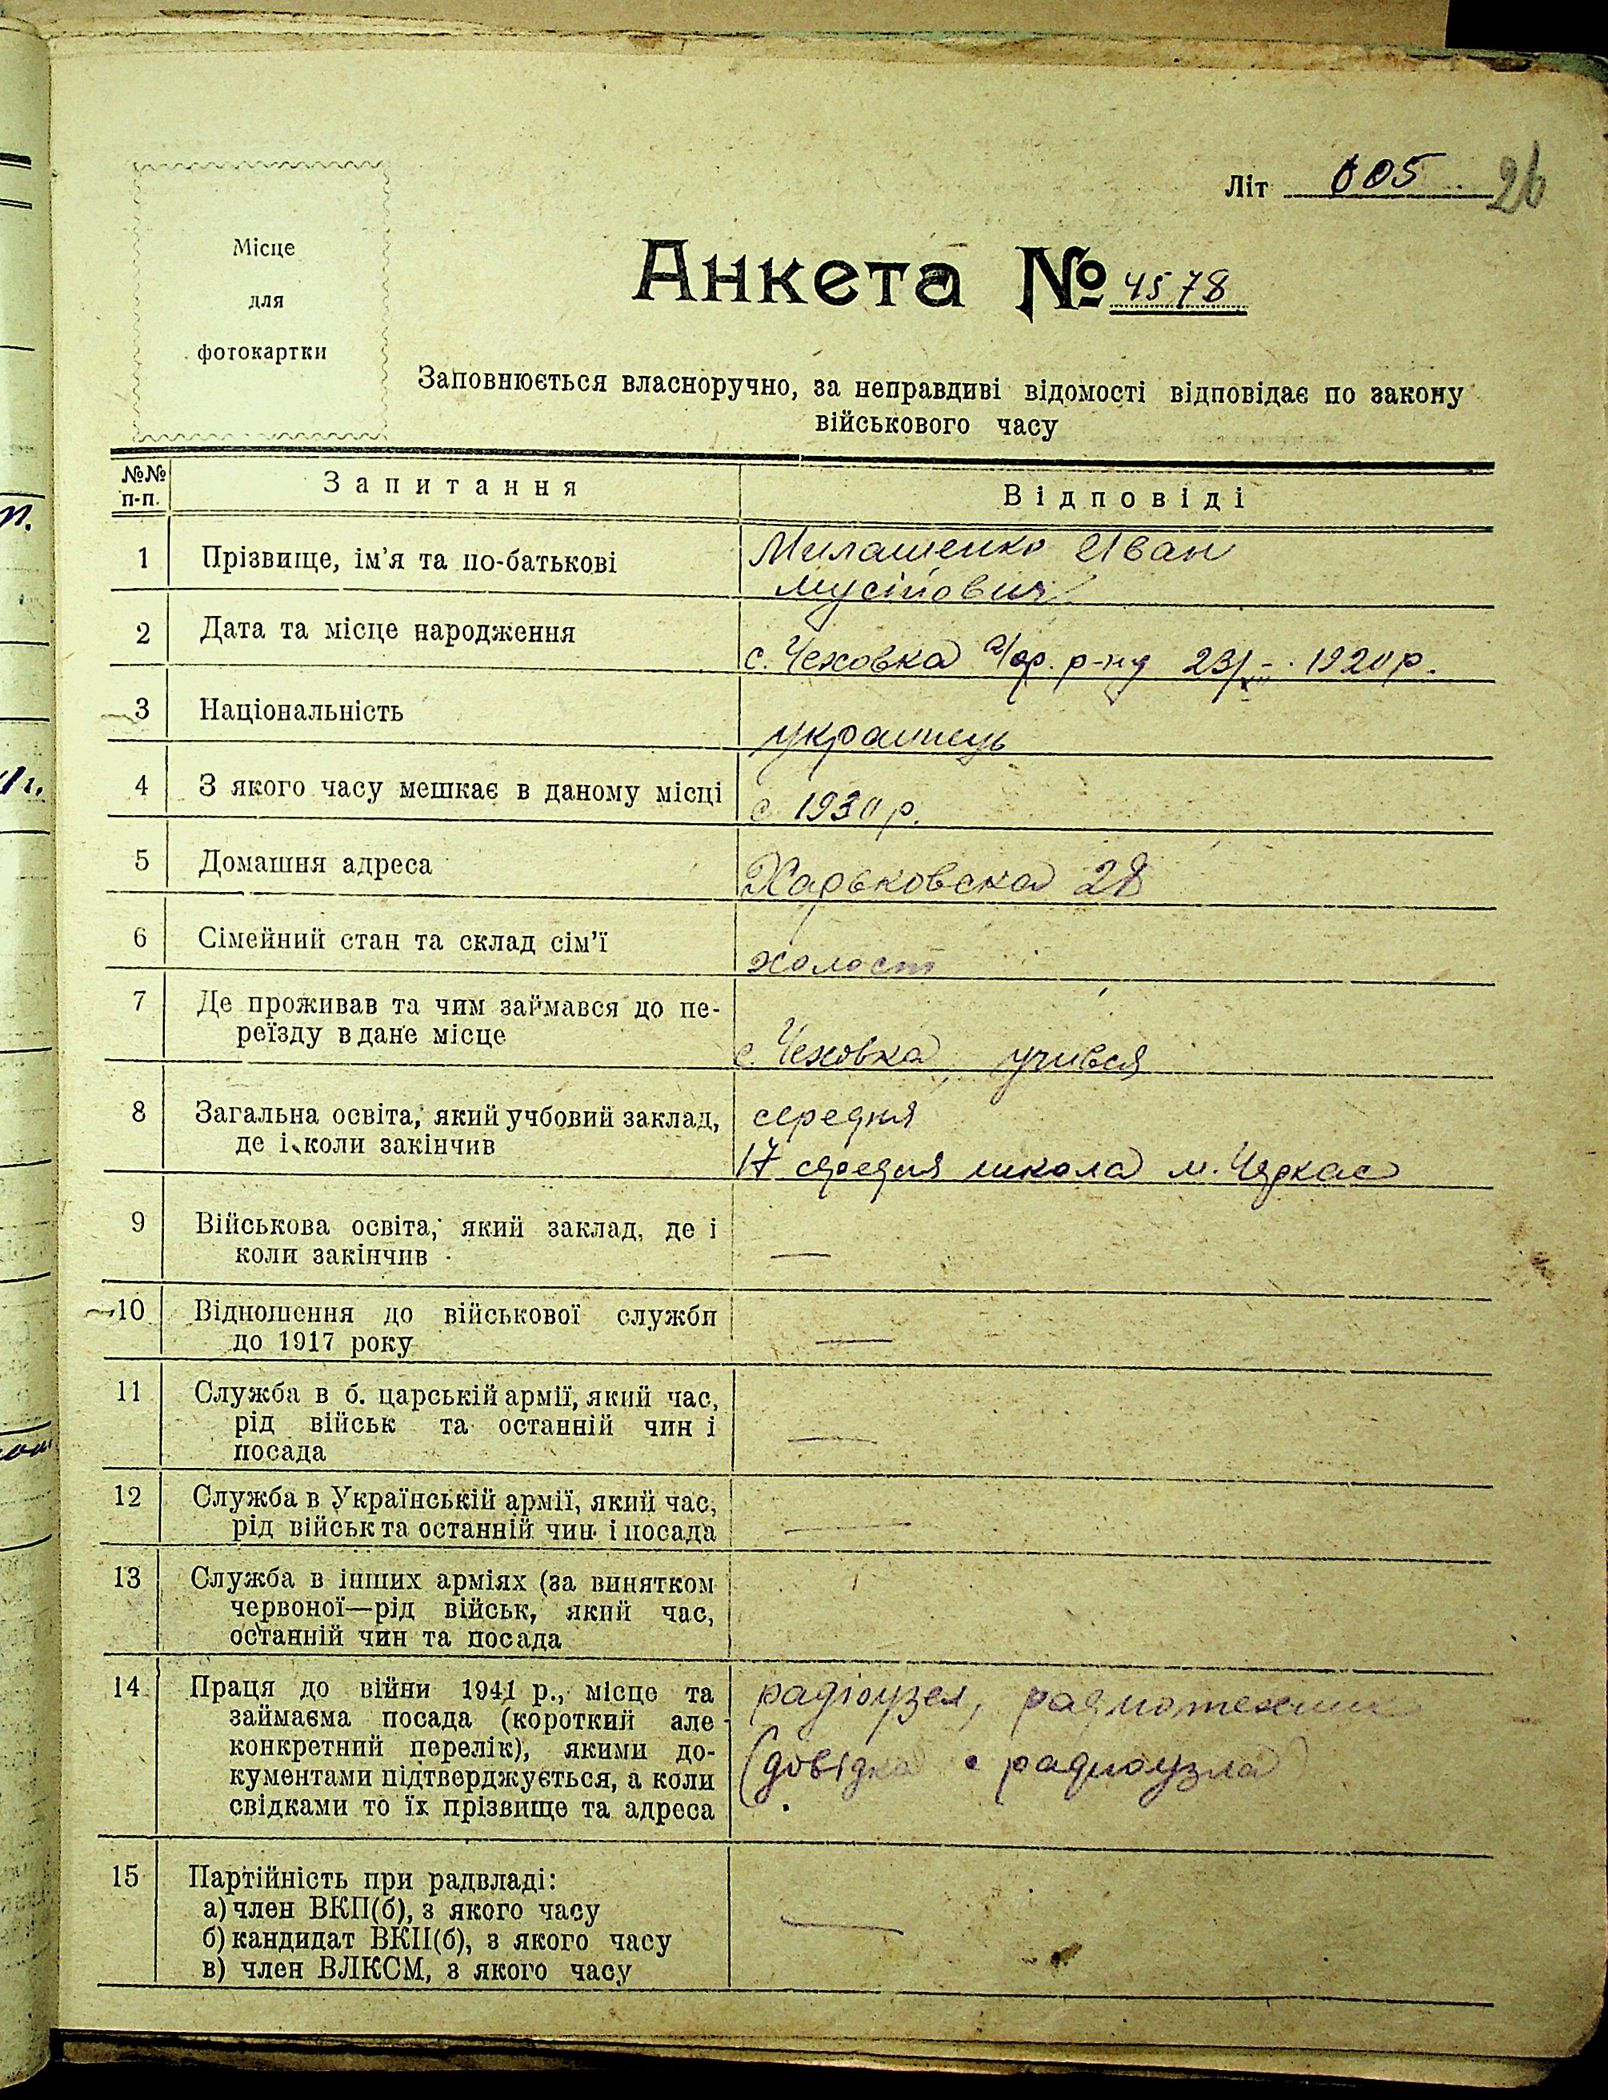 Літ 005. 26
Місце
для
фотокартки
Анкета № 4578
Заповнюється власноручно, за неправдиві відомості відповідає по закону
військового часу
№№ п-п. Запитання Відповіді
1 Прізвище, ім'я та по-батькові Милашенко Иван
Мусійович
2 Дата та місце народження с. Чеховка р-ну 23/ 1920 р.
3 Національність украинець
4 З якого часу мешкає в даному місці с 1930 р.
5 Домашня адреса Харьковска 28
6 Сімейний стан та склад сім'ї холост
7 Де проживав та чим займався до пе-
реїзду в дане місце с. Чеховка, учився
8 Загальна освіта, який учбовий заклад, середня
де і коли закінчив 17 середня школа м. Черкас
9 Військова освіта, який заклад, де і
коли закінчив —
10 Відношення до військової служби
до 1917 року —
11 Служба в б. царській армії, який час,
рід військ та останній чин і
посада —
12 Служба в Українській армії, який час,
рід військ та останній чин і посада —
13 Служба в інших арміях (за винятком
червоної—рід військ, який час,
останній чин та посада
14 Праця до війни 1941 р., місце та радіоузел, радиотехник
займаєма посада (короткий але
конкретний перелік), якими до- (довідка с радиоузла)
кументами підтверджується, а коли
свідками то їх прізвище та адреса
15 Партійність при радвладі:
а) член ВКП(б), з якого часу
б) кандидат ВКП(б), з якого часу —
в) член ВЛКСМ, з якого часу